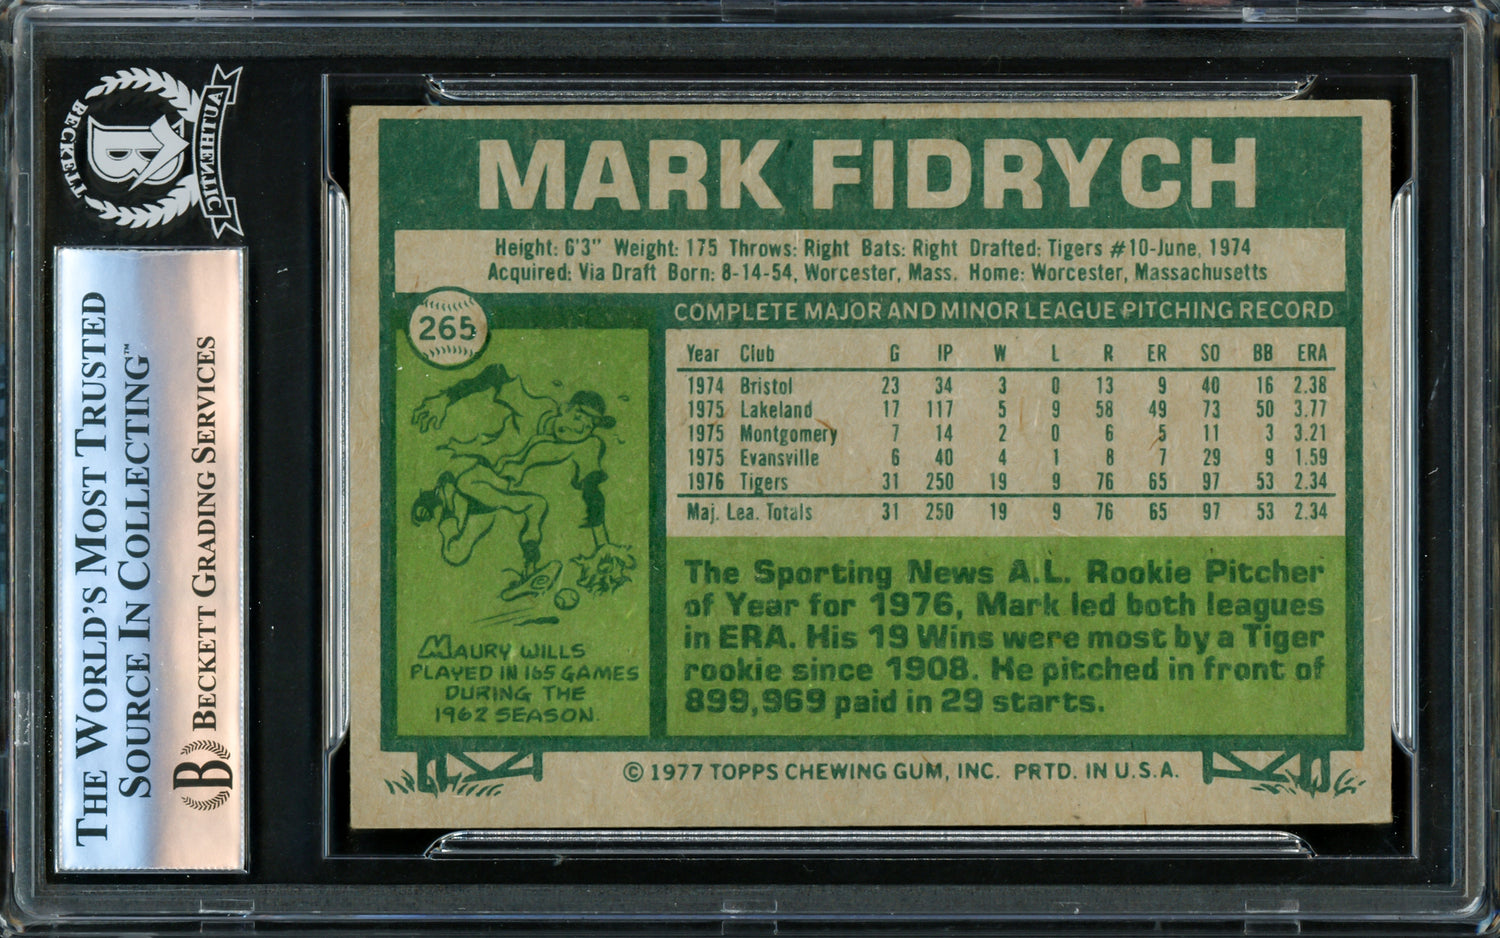 BECKETT
AUTHENTIC
B
THE WORLD'S MOST TRUSTED
SOURCE IN COLLECTING™
B BECKETT GRADING SERVICES
MARK FIDRYCH
Height: 6'3" Weight: 175 Throws: Right Bats: Right Drafted: Tigers #10-June, 1974
Acquired: Via Draft Born: 8-14-54, Worcester, Mass. Home: Worcester, Massachusetts
265
COMPLETE MAJOR AND MINOR LEAGUE PITCHING RECORD
Year Club G IP W L R ER SO BB ERA
1974 Bristol 23 34 3 0 13 9 40 16 2.38
1975 Lakeland 17 117 5 9 58 49 73 50 3.77
1975 Montgomery 7 14 2 0 6 5 11 3 3.21
1975 Evansville 6 40 4 1 8 7 29 9 1.59
1976 Tigers 31 250 19 9 76 65 97 53 2.34
Maj. Lea. Totals 31 250 19 9 76 65 97 53 2.34
MAURY WILLS
PLAYED IN 165 GAMES
DURING THE
1962 SEASON.
The Sporting News A.L. Rookie Pitcher
of Year for 1976, Mark led both leagues
in ERA. His 19 Wins were most by a Tiger
rookie since 1908. He pitched in front of
899,969 paid in 29 starts.
© 1977 TOPPS CHEWING GUM, INC. PRTD. IN U.S.A.